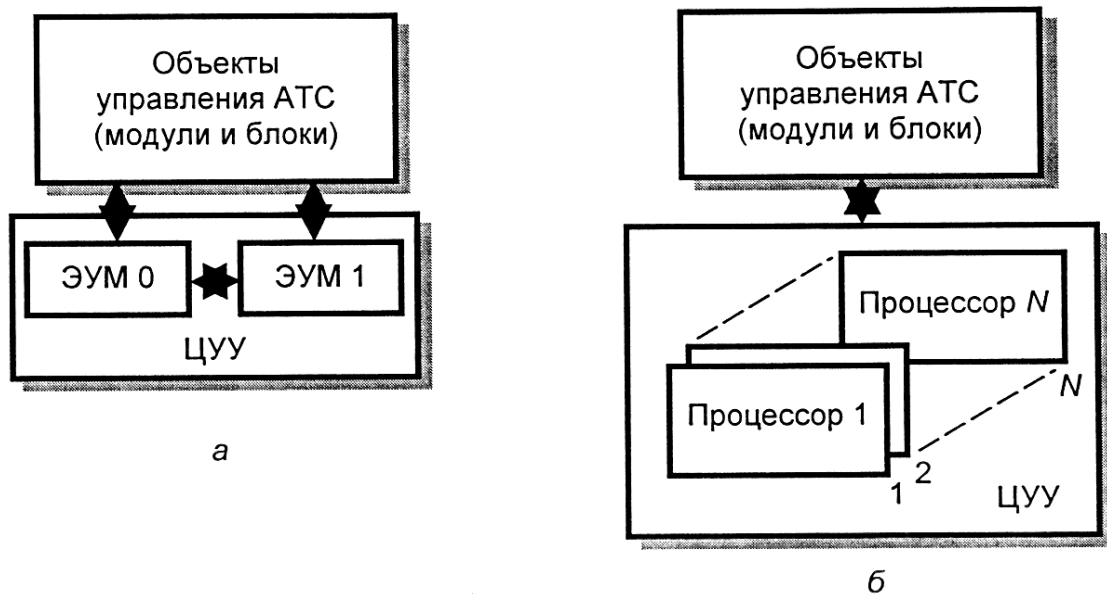 Объекты
управления АТС
(модули и блоки)
ЭУМ 0
ЭУМ 1
ЦУУ
а
Объекты
управления АТС
(модули и блоки)
Процессор N
N
Процессор 1
2
1
ЦУУ
б